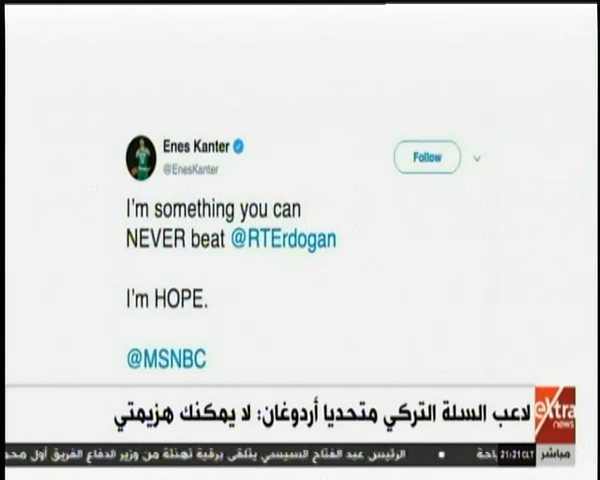 Enes Kanter
@EnesKanter
Follow
I'm something you can
NEVER beat @RTErdogan
I'm HOPE.
@MSNBC
لاعب السلة التركي متحديا أردوغان: لا يمكنك هزيمتي
eXtra
news
مباشر
21:21 CLT
الرئيس عبد الفتاح السيسي يتلقى برقية تهنئة من وزير الدفاع الفريق أول